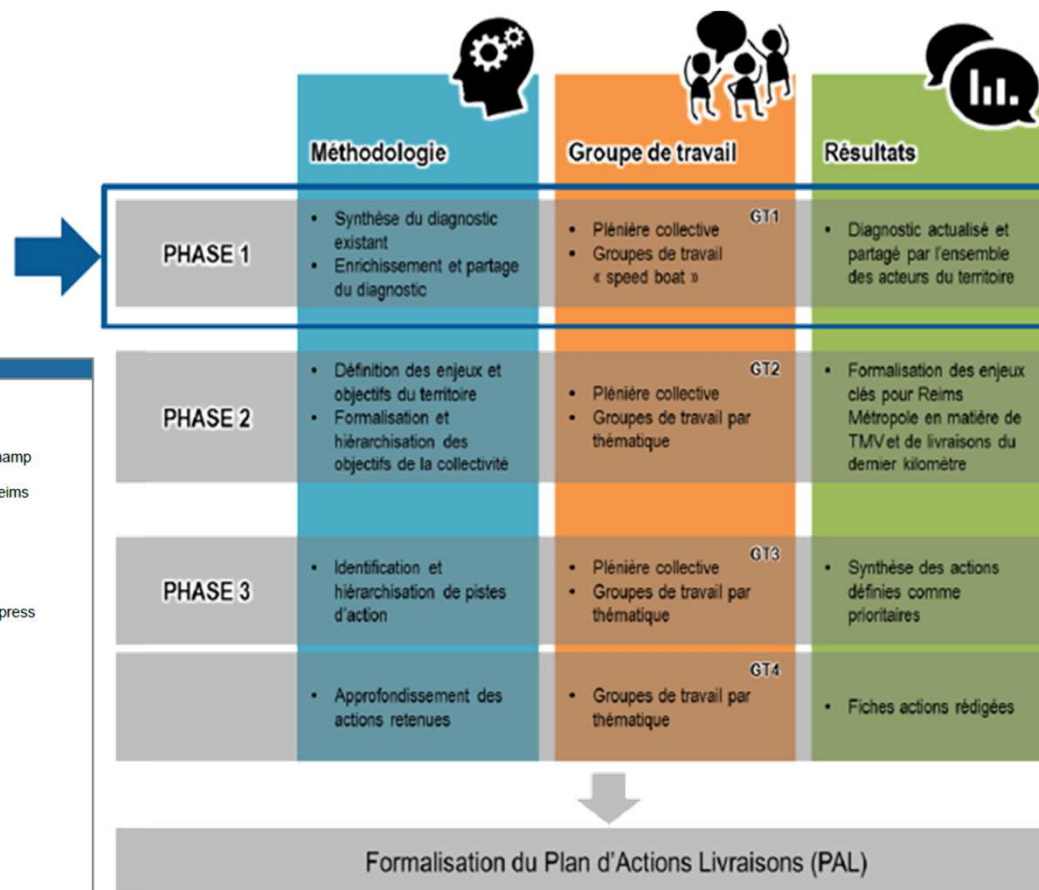 Méthodologie
Groupe de travail
Résultats
PHASE 1
• Synthèse du diagnostic
existant
• Enrichissement et partage
du diagnostic
GT1
• Plénière collective
• Groupes de travail
« speed boat »
• Diagnostic actualisé et
partagé par l'ensemble
des acteurs du territoire
PHASE 2
• Définition des enjeux et
objectifs du territoire
• Formalisation et
hiérarchisation des
objectifs de la collectivité
GT2
• Plénière collective
• Groupes de travail par
thématique
• Formalisation des enjeux
clés pour Reims
Métropole en matière de
TMV et de livraisons du
dernier kilomètre
PHASE 3
• Identification et
hiérarchisation de pistes
d'action
GT3
• Plénière collective
• Groupes de travail par
thématique
• Synthèse des actions
définies comme
prioritaires
• Approfondissement des
actions retenues
GT4
• Groupes de travail par
thématique
• Fiches actions rédigées
Formalisation du Plan d'Actions Livraisons (PAL)
amp
eims
press